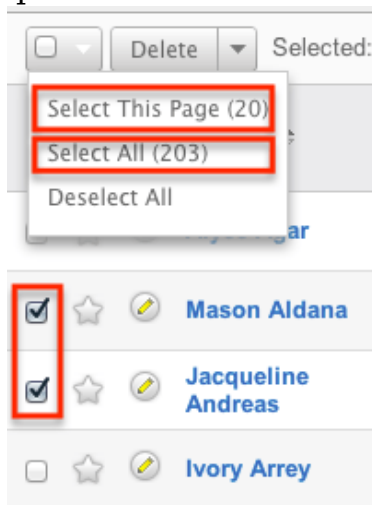 Delete Selected:
Select This Page (20)
Select All (203)
Deselect All
Mason Aldana
Jacqueline
Andreas
Ivory Arrey